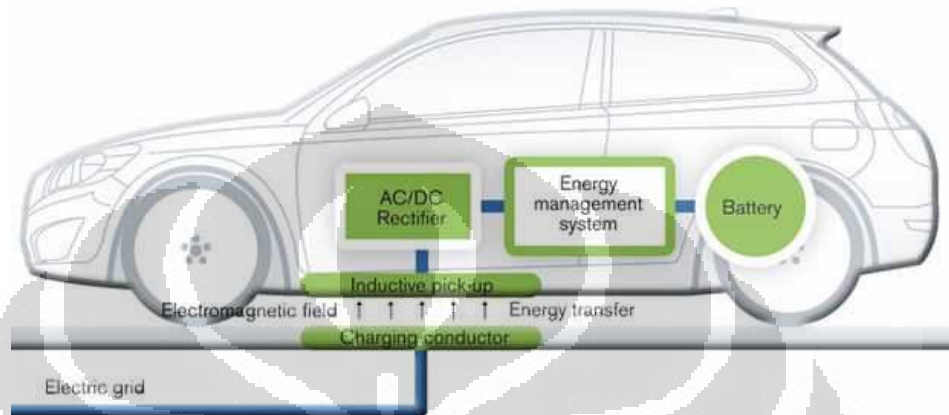 AC/DC
Rectifier
Energy
management
system
Battery
Inductive pick-up
Electromagnetic field
Energy transfer
Charging conductor
Electric grid